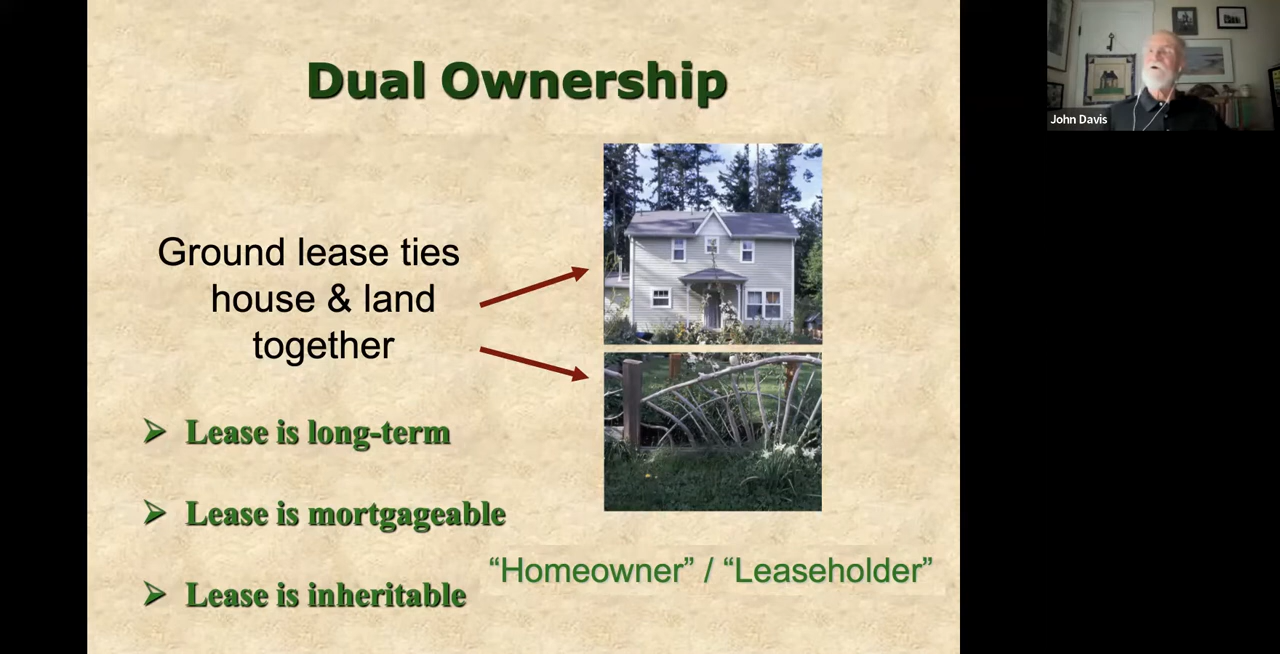 Dual Ownership
John Davis
Ground lease ties
house & land
together
➢ Lease is long-term
➢ Lease is mortgageable
➢ Lease is inheritable
“Homeowner” / “Leaseholder”